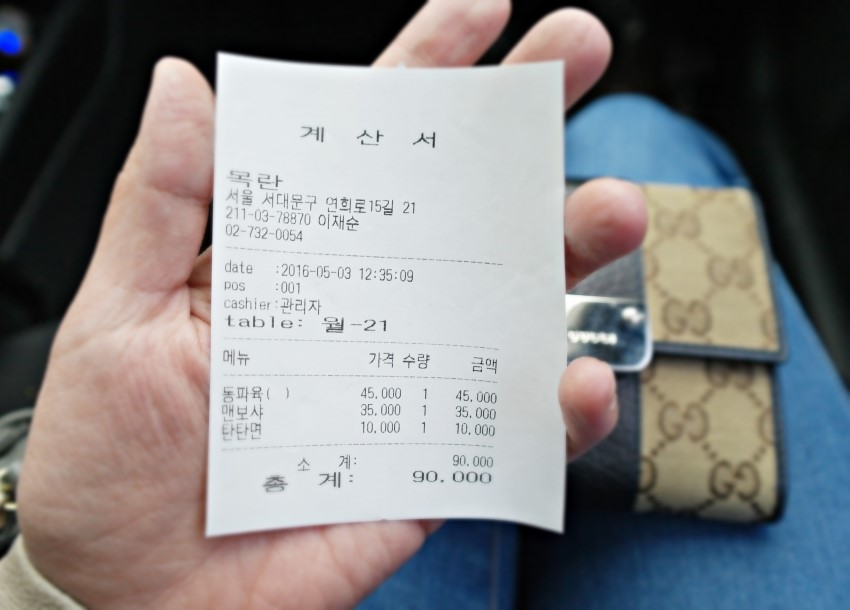 계 산 서
목란
서울 서대문구 연희로15길 21
211-03-78870 이재순
02-732-0054
date :2016-05-03 12:35:09
pos :001
cashier:관리자
table: 월-21
메뉴 가격 수량 금액
동파육( ) 45,000 1 45,000
맨보샤 35,000 1 35,000
탄탄면 10,000 1 10,000
소 계: 90,000
총 계: 90,000